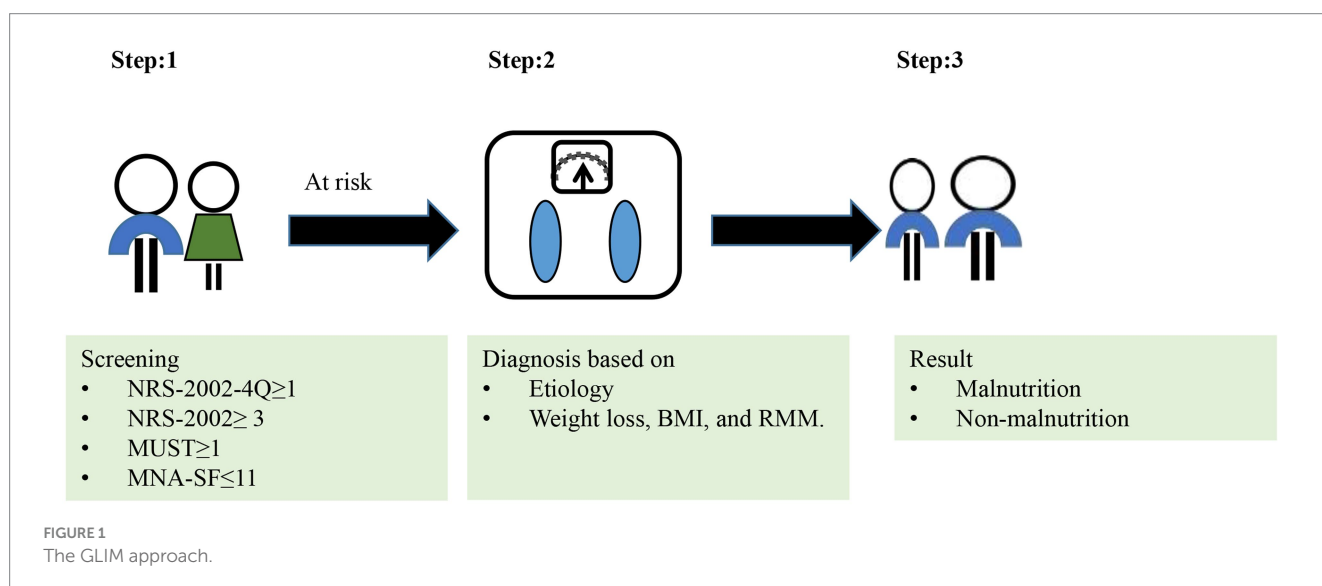 Step:1
Step:2
Step:3
At risk
Screening
• NRS-2002-4Q≥1
• NRS-2002≥ 3
• MUST≥1
• MNA-SF≤11
Diagnosis based on
• Etiology
• Weight loss, BMI, and RMM.
Result
• Malnutrition
• Non-malnutrition
FIGURE 1
The GLIM approach.